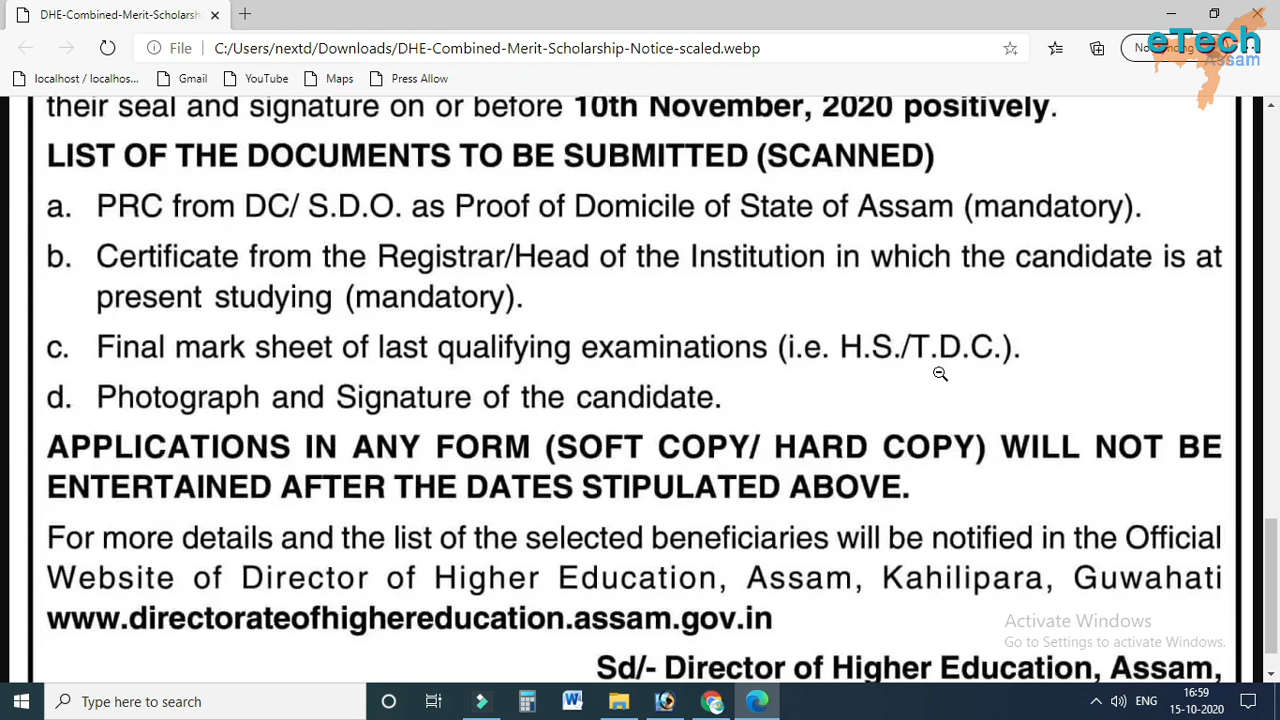 DHE-Combined-Merit-Scholarsh
File C:/Users/nextd/Downloads/DHE-Combined-Merit-Scholarship-Notice-scaled.webp
eTech
Assam
localhost / localhos... Gmail YouTube Maps Press Allow
their seal and signature on or before 10th November, 2020 positively.
LIST OF THE DOCUMENTS TO BE SUBMITTED (SCANNED)
a. PRC from DC/ S.D.O. as Proof of Domicile of State of Assam (mandatory).
b. Certificate from the Registrar/Head of the Institution in which the candidate is at
present studying (mandatory).
c. Final mark sheet of last qualifying examinations (i.e. H.S./T.D.C.).
d. Photograph and Signature of the candidate.
APPLICATIONS IN ANY FORM (SOFT COPY/ HARD COPY) WILL NOT BE
ENTERTAINED AFTER THE DATES STIPULATED ABOVE.
For more details and the list of the selected beneficiaries will be notified in the Official
Website of Director of Higher Education, Assam, Kahilipara, Guwahati
www.directorateofhighereducation.assam.gov.in
Activate Windows
Go to Settings to activate Windows.
Sd/- Director of Higher Education, Assam,
Type here to search
ENG
16:59
15-10-2020